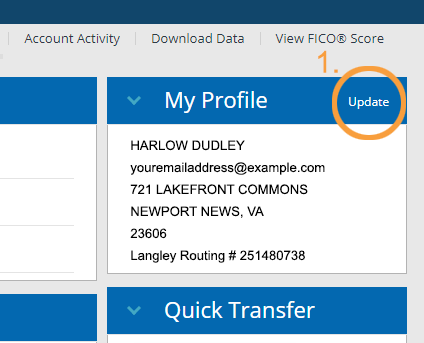 Account Activity
Download Data
View FICO® Score
1.
My Profile
Update
HARLOW DUDLEY
youremailaddress@example.com
721 LAKEFRONT COMMONS
NEWPORT NEWS, VA
23606
Langley Routing # 251480738
Quick Transfer